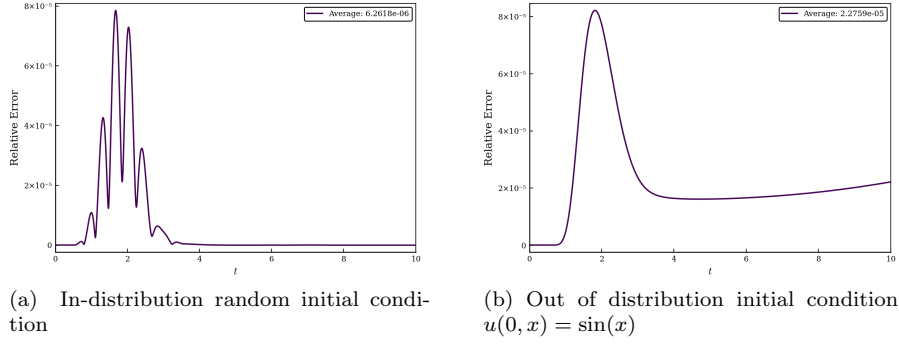 8×10⁻⁵
6×10⁻⁵
4×10⁻⁵
2×10⁻⁵
0
Relative Error
Average: 6.2618e-06
0 2 4 6 8 10
t
(a) In-distribution random initial condi-
tion
8×10⁻⁵
6×10⁻⁵
4×10⁻⁵
2×10⁻⁵
0
Relative Error
Average: 2.2759e-05
0 2 4 6 8 10
t
(b) Out of distribution initial condition
u(0, x) = sin(x)